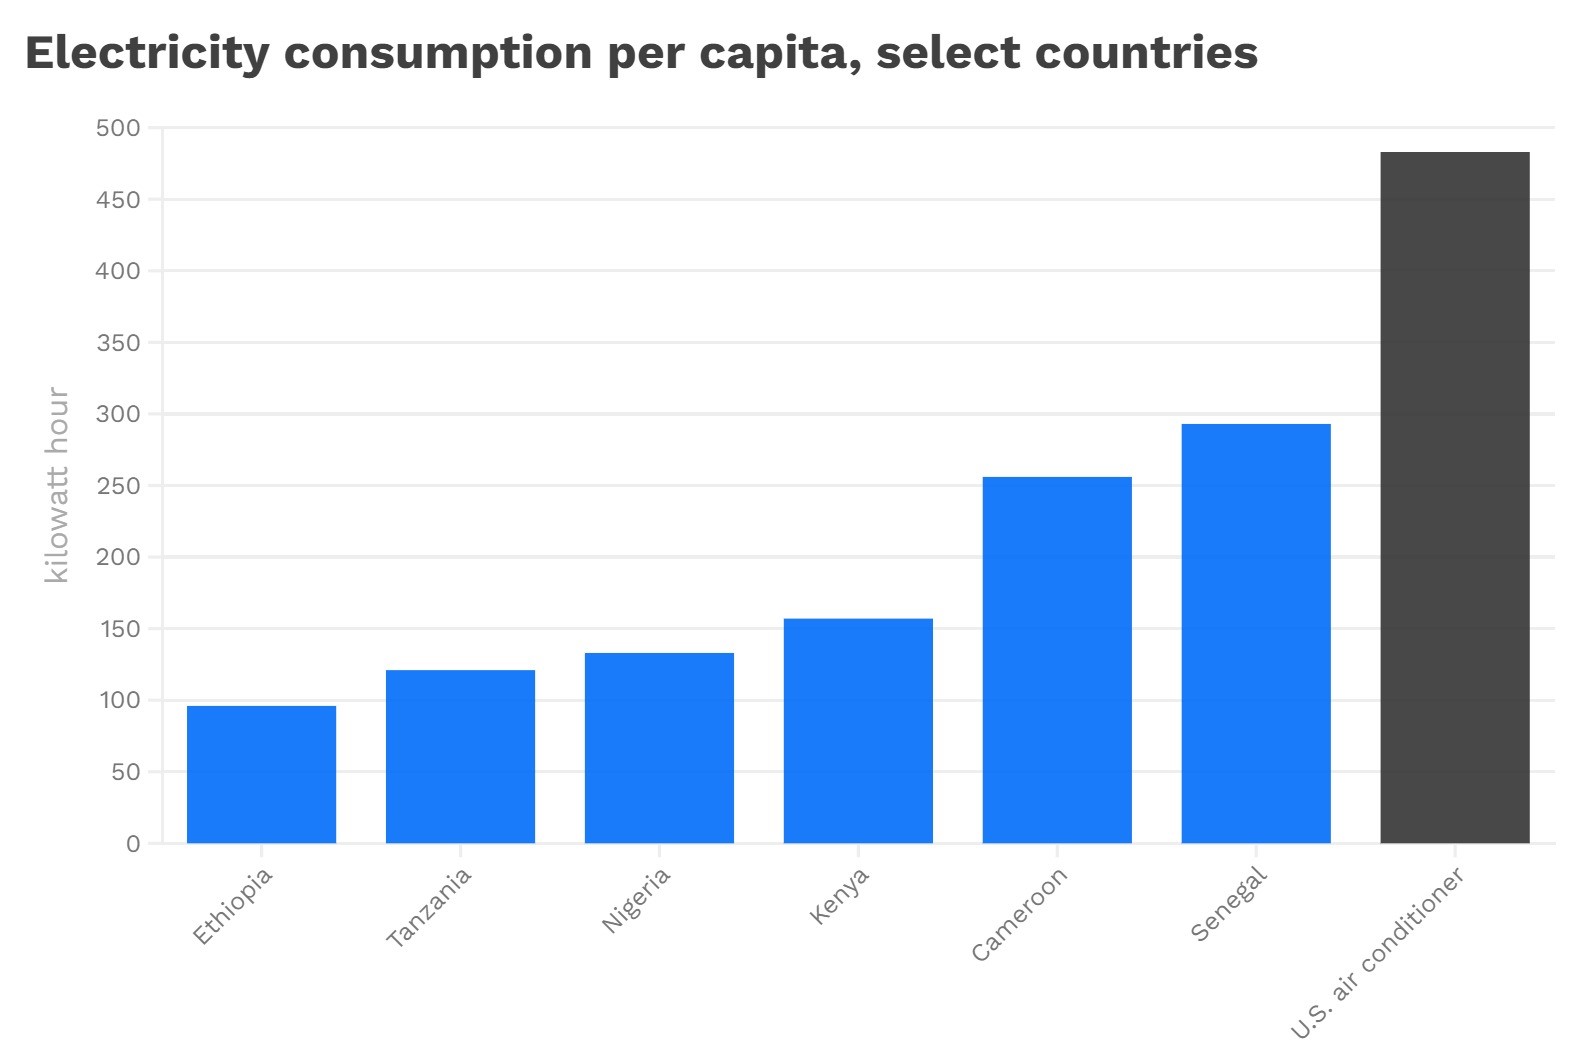 Electricity consumption per capita, select countries
500
450
400
350
300
250
200
150
100
50
0
kilowatt hour
Ethiopia
Tanzania
Nigeria
Kenya
Cameroon
Senegal
U.S. air conditioner